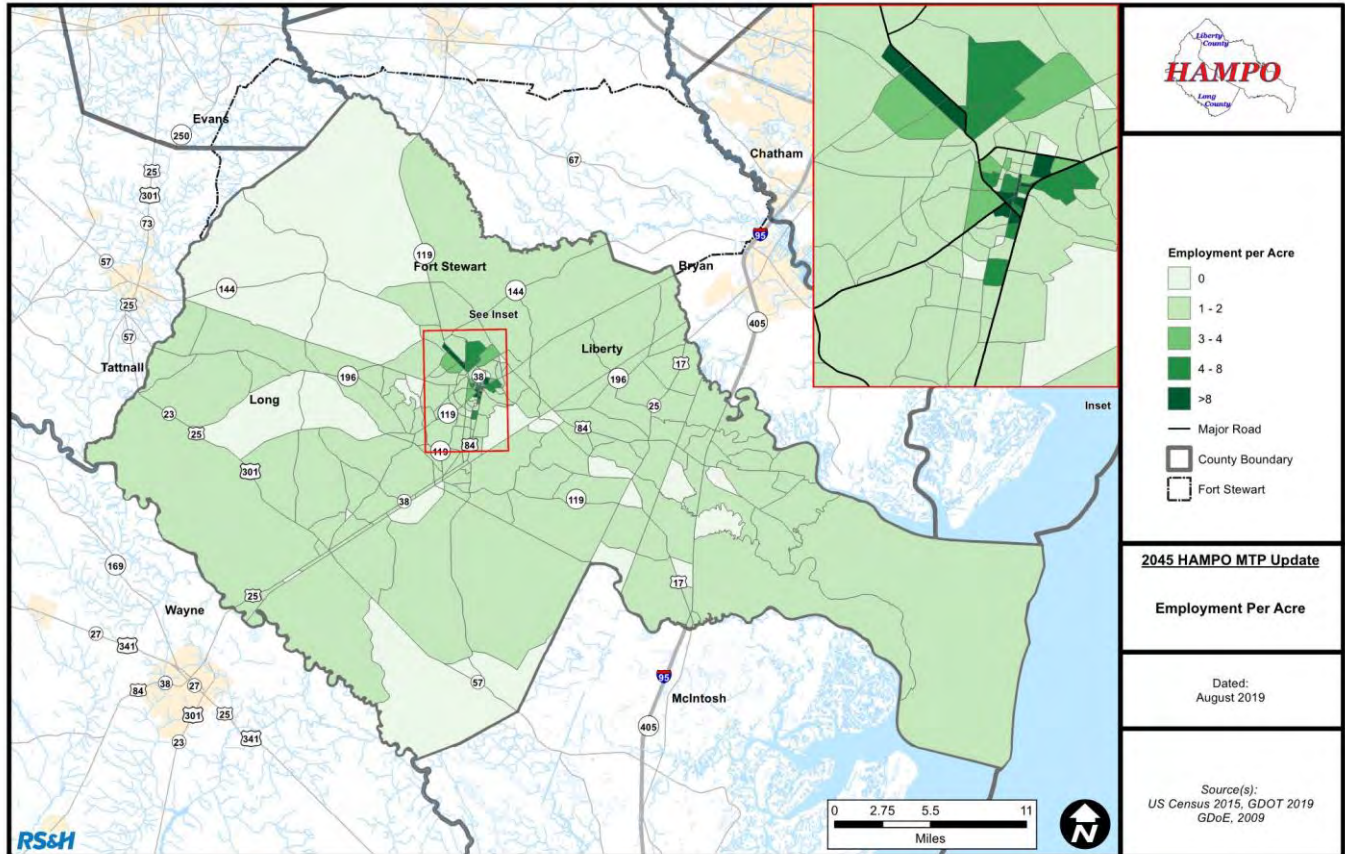 Evans
250
25
301
73
57
25
57
Tattnall
67
Chatham
95
Bryan
405
119
Fort Stewart
144
144
See Inset
Liberty
17
38
196
196
25
Long
119
23
25
84
84
119
301
38
119
17
169
25
Wayne
27
341
84
38
27
301
25
341
23
57
95
McIntosh
405
Inset
0 2.75 5.5 11
Miles
N
RS&H
Liberty
County
HAMPO
Long
County
Employment per Acre
0
1 - 2
3 - 4
4 - 8
>8
Major Road
County Boundary
Fort Stewart
2045 HAMPO MTP Update
Employment Per Acre
Dated:
August 2019
Source(s):
US Census 2015, GDOT 2019
GDoE, 2009